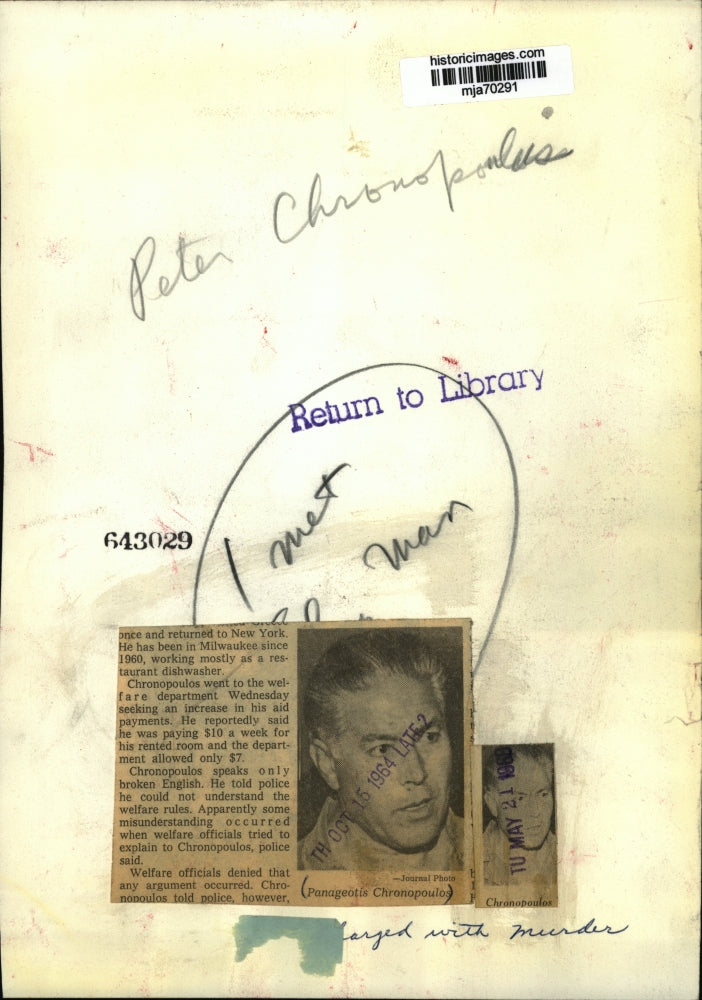 historicimages.com
mja70291
Peter Chronopoulos
Return to Library
1 met
man
643029
once and returned to New York.
He has been in Milwaukee since
1960, working mostly as a res-
taurant dishwasher.
Chronopoulos went to the wel-
fare department Wednesday
seeking an increase in his aid
payments. He reportedly said
he was paying $10 a week for
his rented room and the depart-
ment allowed only $7.
Chronopoulos speaks only
broken English. He told police
he could not understand the
welfare rules. Apparently some
misunderstanding occurred
when welfare officials tried to
explain to Chronopoulos, police
said.
Welfare officials denied that
any argument occurred. Chro-
nopoulos told police, however,
TH OCT 15 1964 LATE 2
—Journal Photo
(Panageotis Chronopoulos)
TU MAY 21 1968
Chronopoulos
harged with murder